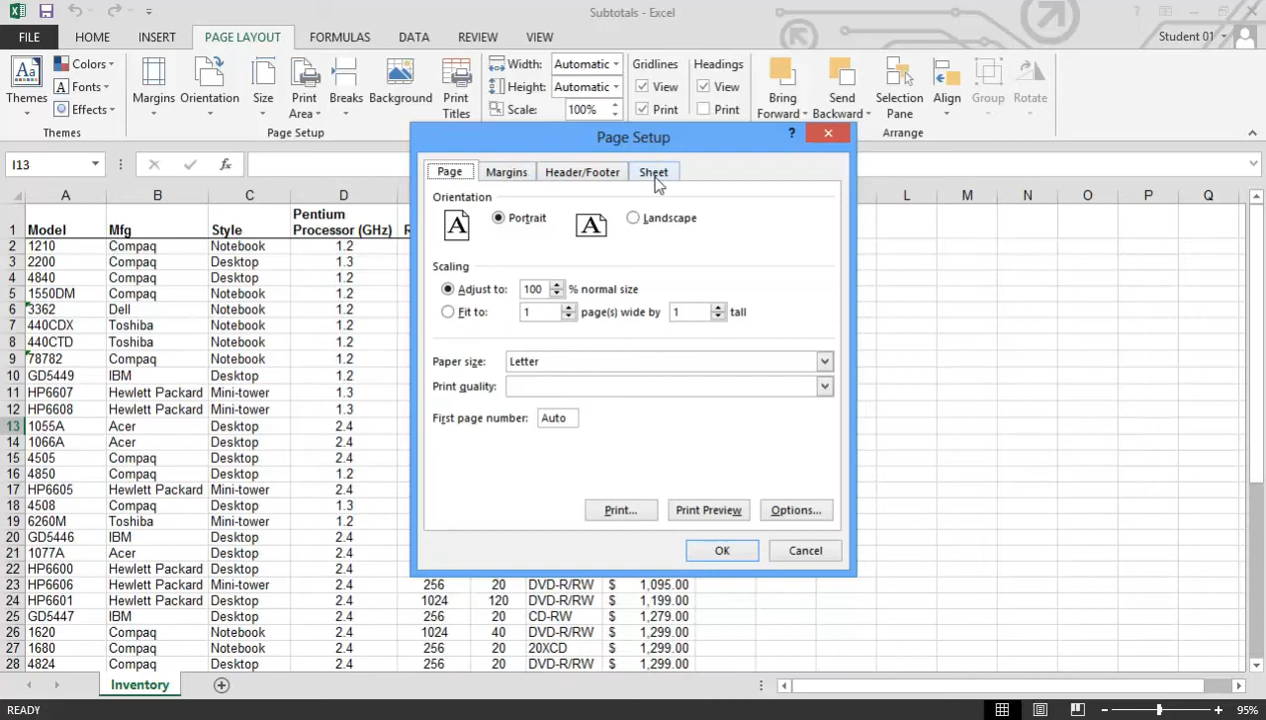 Subtotals - Excel
?
FILE HOME INSERT PAGE LAYOUT FORMULAS DATA REVIEW VIEW Student 01
Themes
Colors
Fonts
Effects
Margins Orientation Size Print Area Breaks Background Print Titles
Width: Automatic
Height: Automatic
Scale: 100%
Gridlines Headings
View View
Print Print
Bring Forward Send Backward Selection Pane Align Group Rotate
Themes Page Setup Arrange
I13 fx
A B C D L M N O P Q
Pentium
1 Model Mfg Style Processor (GHz) R
2 1210 Compaq Notebook 1.2
3 2200 Compaq Desktop 1.3
4 4840 Compaq Desktop 1.2
5 1550DM Compaq Notebook 1.2
6 3362 Dell Notebook 1.2
7 440CDX Toshiba Notebook 1.2
8 440CTD Toshiba Notebook 1.2
9 78782 Compaq Notebook 1.2
10 GD5449 IBM Desktop 1.2
11 HP6607 Hewlett Packard Mini-tower 1.3
12 HP6608 Hewlett Packard Mini-tower 1.3
13 1055A Acer Desktop 2.4
14 1066A Acer Desktop 2.4
15 4505 Compaq Desktop 2.4
16 4850 Compaq Desktop 1.2
17 HP6605 Hewlett Packard Mini-tower 2.4
18 4508 Compaq Desktop 1.3
19 6260M Toshiba Mini-tower 1.2
20 GD5446 IBM Desktop 2.4
21 1077A Acer Desktop 2.4
22 HP6600 Hewlett Packard Desktop 2.4
23 HP6606 Hewlett Packard Mini-tower 2.4 256 20 DVD-R/RW $ 1,095.00
24 HP6601 Hewlett Packard Desktop 2.4 1024 120 DVD-R/RW $ 1,199.00
25 GD5447 IBM Desktop 2.4 256 20 CD-RW $ 1,279.00
26 1620 Compaq Notebook 2.4 1024 40 DVD-R/RW $ 1,299.00
27 1680 Compaq Notebook 2.4 256 20 20XCD $ 1,299.00
28 4824 Compaq Desktop 2.4 256 20 DVD-R/RW $ 1,299.00
Page Setup ?
Page Margins Header/Footer Sheet
Orientation
A Portrait A Landscape
Scaling
Adjust to: 100 % normal size
Fit to: 1 page(s) wide by 1 tall
Paper size: Letter
Print quality:
First page number: Auto
Print... Print Preview Options...
OK Cancel
Inventory
READY 95%